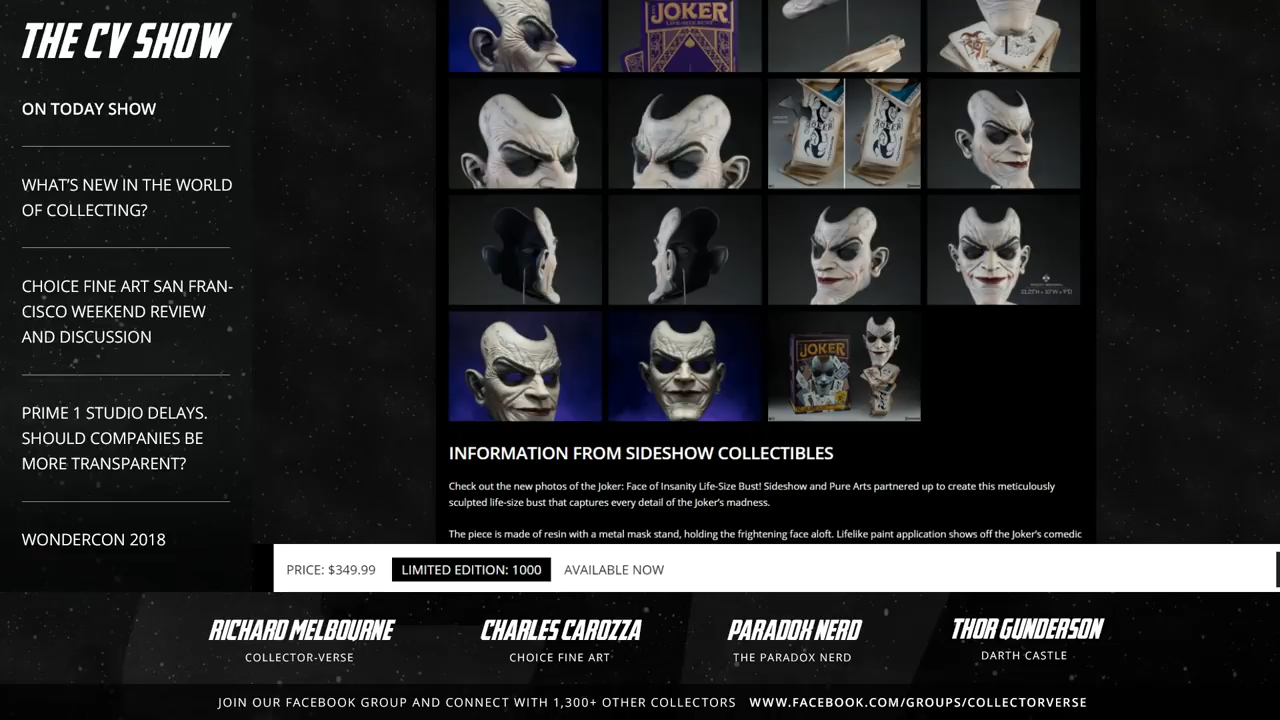 THE CV SHOW
ON TODAY SHOW
WHAT'S NEW IN THE WORLD
OF COLLECTING?
CHOICE FINE ART SAN FRAN-
CISCO WEEKEND REVIEW
AND DISCUSSION
PRIME 1 STUDIO DELAYS.
SHOULD COMPANIES BE
MORE TRANSPARENT?
WONDERCON 2018
JOKER
LIFE-SIZE BUST
JOKER
INFORMATION FROM SIDESHOW COLLECTIBLES
Check out the new photos of the Joker: Face of Insanity Life-Size Bust! Sideshow and Pure Arts partnered up to create this meticulously
sculpted life-size bust that captures every detail of the Joker's madness.
The piece is made of resin with a metal mask stand, holding the frightening face aloft. Lifelike paint application shows off the Joker's comedic
PRICE: $349.99 LIMITED EDITION: 1000 AVAILABLE NOW
RICHARD MELBOURNE CHARLES CAROZZA PARADOX NERD THOR GUNDERSON
COLLECTOR-VERSE CHOICE FINE ART THE PARADOX NERD DARTH CASTLE
JOIN OUR FACEBOOK GROUP AND CONNECT WITH 1,300+ OTHER COLLECTORS WWW.FACEBOOK.COM/GROUPS/COLLECTORVERSE